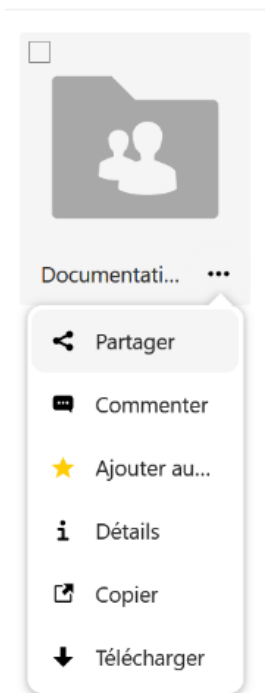 Documentati...
Partager
Commenter
Ajouter au...
Détails
Copier
Télécharger